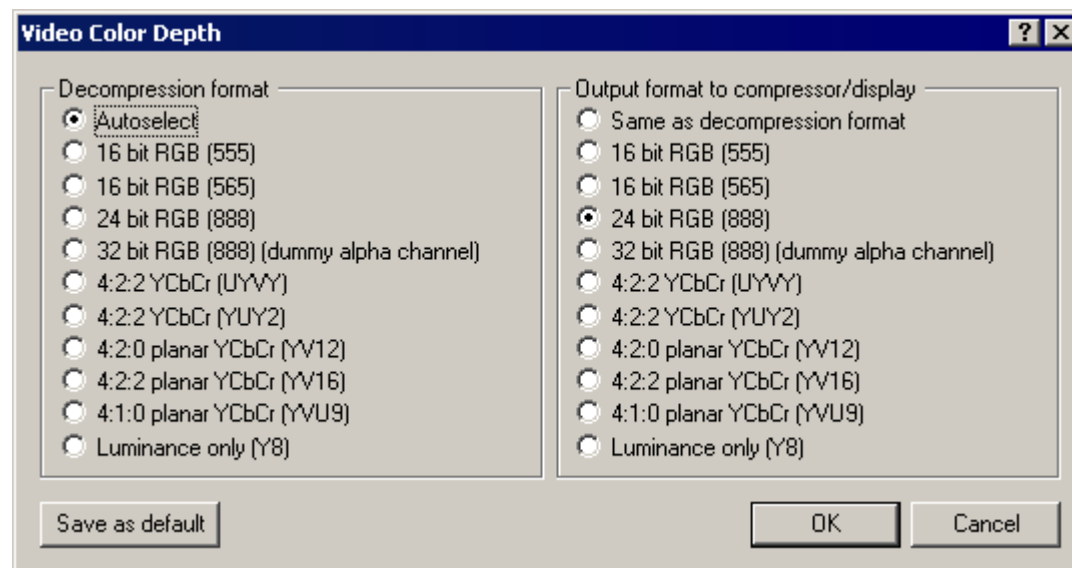 Video Color Depth
Decompression format
Autoselect
16 bit RGB (555)
16 bit RGB (565)
24 bit RGB (888)
32 bit RGB (888) (dummy alpha channel)
4:2:2 YCbCr (UYVY)
4:2:2 YCbCr (YUY2)
4:2:0 planar YCbCr (YV12)
4:2:2 planar YCbCr (YV16)
4:1:0 planar YCbCr (YVU9)
Luminance only (Y8)
Output format to compressor/display
Same as decompression format
16 bit RGB (555)
16 bit RGB (565)
24 bit RGB (888)
32 bit RGB (888) (dummy alpha channel)
4:2:2 YCbCr (UYVY)
4:2:2 YCbCr (YUY2)
4:2:0 planar YCbCr (YV12)
4:2:2 planar YCbCr (YV16)
4:1:0 planar YCbCr (YVU9)
Luminance only (Y8)
Save as default
OK
Cancel